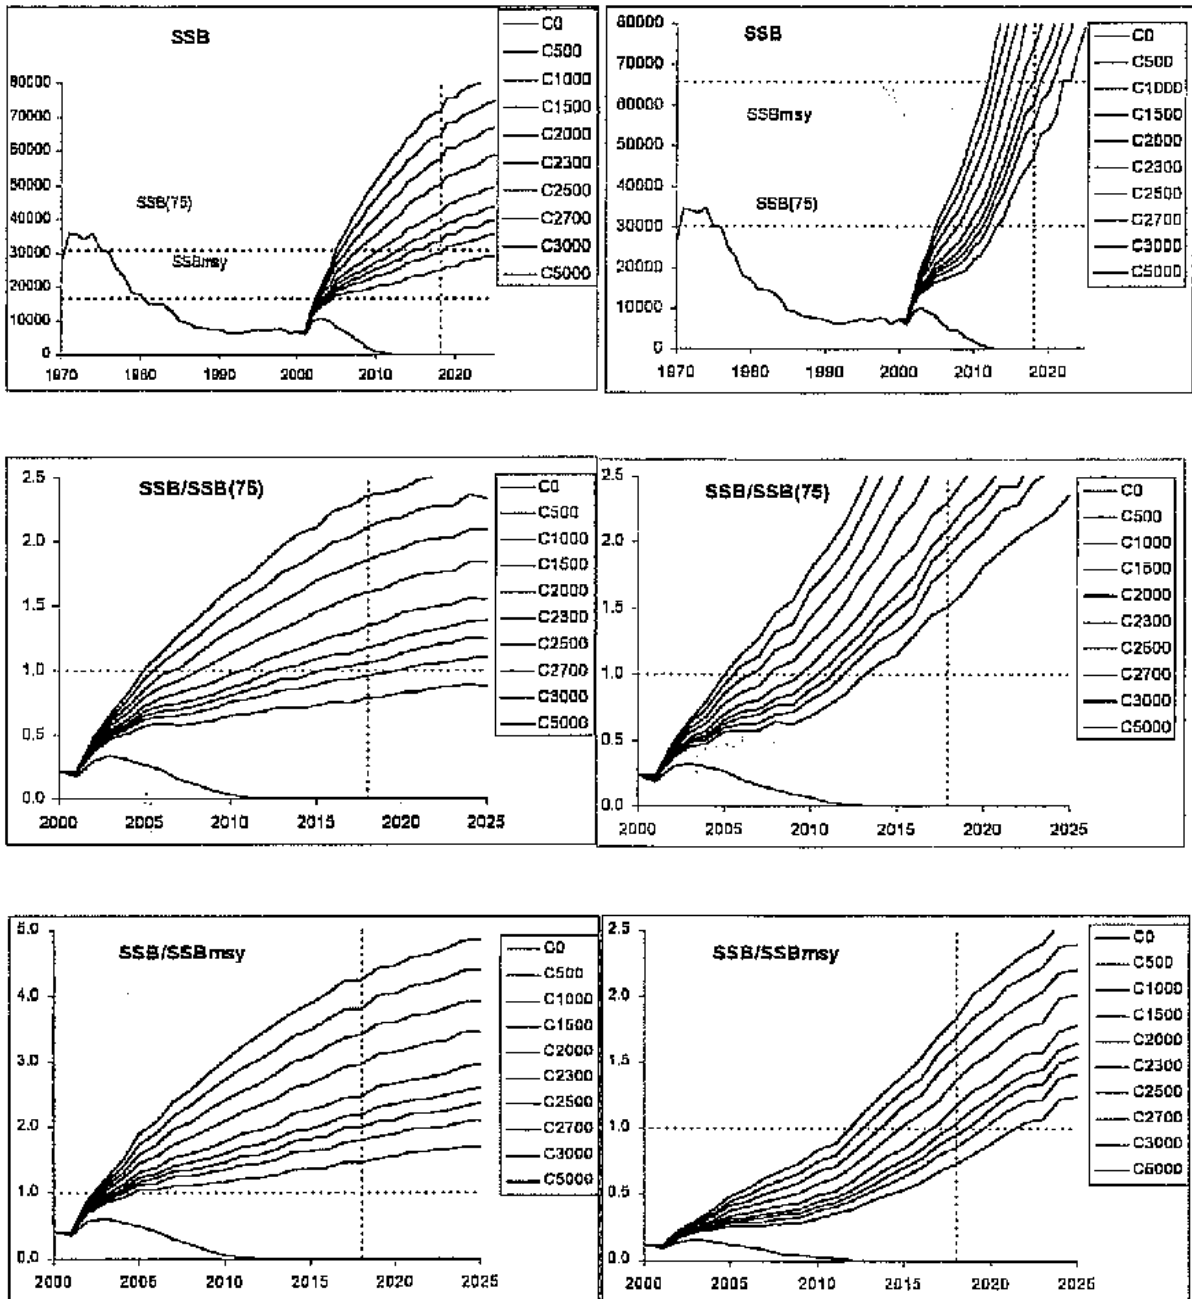 SSB
80000
70000
60000
50000
40000
30000
20000
10000
0
SSB(75)
SSBmsy
1970 1980 1990 2000 2010 2020
C0
C500
C1000
C1500
C2000
C2300
C2500
C2700
C3000
C5000
SSB
80000
70000
60000
50000
40000
30000
20000
10000
0
SSBmsy
SSB(75)
1970 1980 1990 2000 2010 2020
C0
C500
C1000
C1500
C2000
C2300
C2500
C2700
C3000
C5000
SSB/SSB(75)
2.5
2.0
1.5
1.0
0.5
0.0
2000 2005 2010 2015 2020 2025
C0
C500
C1000
C1500
C2000
C2300
C2500
C2700
C3000
C5000
SSB/SSB(75)
2.5
2.0
1.5
1.0
0.5
0.0
2000 2005 2010 2015 2020 2025
C0
C500
C1000
C1500
C2000
C2300
C2500
C2700
C3000
C5000
SSB/SSBmsy
5.0
4.0
3.0
2.0
1.0
0.0
2000 2005 2010 2015 2020 2025
C0
C500
C1000
C1500
C2000
C2300
C2500
C2700
C3000
C5000
SSB/SSBmsy
2.5
2.0
1.5
1.0
0.5
0.0
2000 2005 2010 2015 2020 2025
C0
C500
C1000
C1500
C2000
C2300
C2500
C2700
C3000
C5000